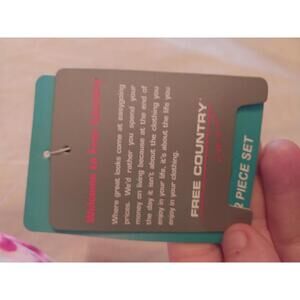 Welcome to Free Country
Where great looks come at easygoing
prices. We'd rather you spend your
money on living because at the end of
the day it isn't about the clothing you
enjoy in your life, it's about the life you
enjoy in your clothing.
FREE COUNTRY
2 PIECE SET